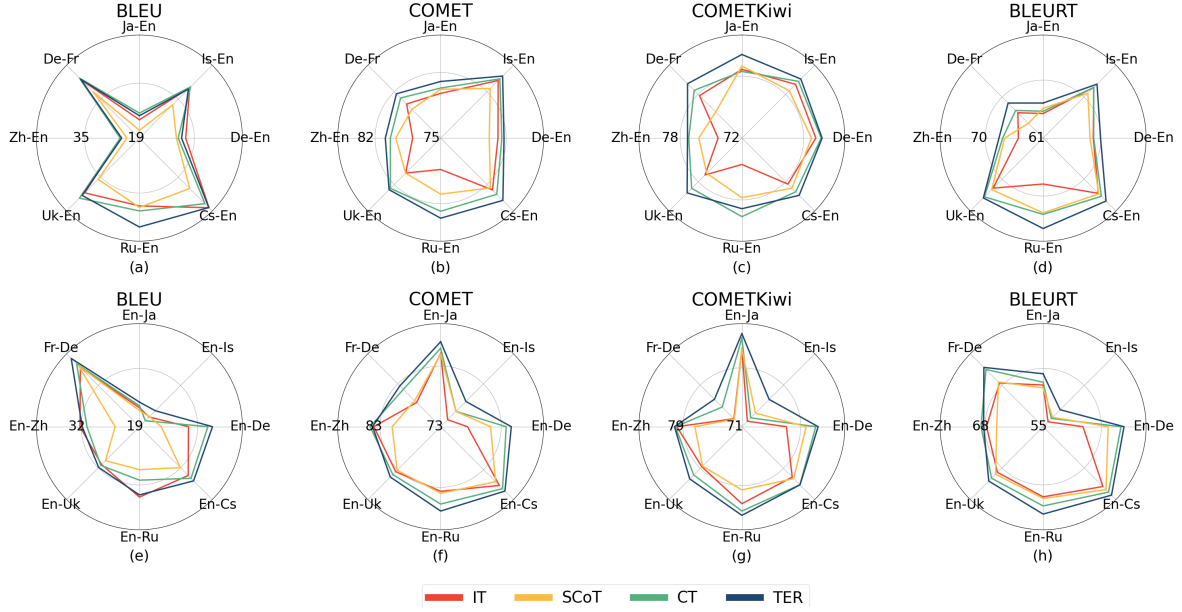 BLEU COMET COMETKiwi BLEURT
Ja-En Ja-En Ja-En Ja-En
De-Fr Is-En De-Fr Is-En De-Fr Is-En De-Fr Is-En
Zh-En 35 19 De-En Zh-En 82 75 De-En Zh-En 78 72 De-En Zh-En 70 61 De-En
Uk-En Cs-En Uk-En Cs-En Uk-En Cs-En Uk-En Cs-En
Ru-En Ru-En Ru-En Ru-En
(a) (b) (c) (d)
BLEU COMET COMETKiwi BLEURT
En-Ja En-Ja En-Ja En-Ja
Fr-De En-Is Fr-De En-Is Fr-De En-Is Fr-De En-Is
En-Zh 32 19 En-De En-Zh 83 73 En-De En-Zh 79 71 En-De En-Zh 68 55 En-De
En-Uk En-Cs En-Uk En-Cs En-Uk En-Cs En-Uk En-Cs
En-Ru En-Ru En-Ru En-Ru
(e) (f) (g) (h)
IT SCoT CT TER